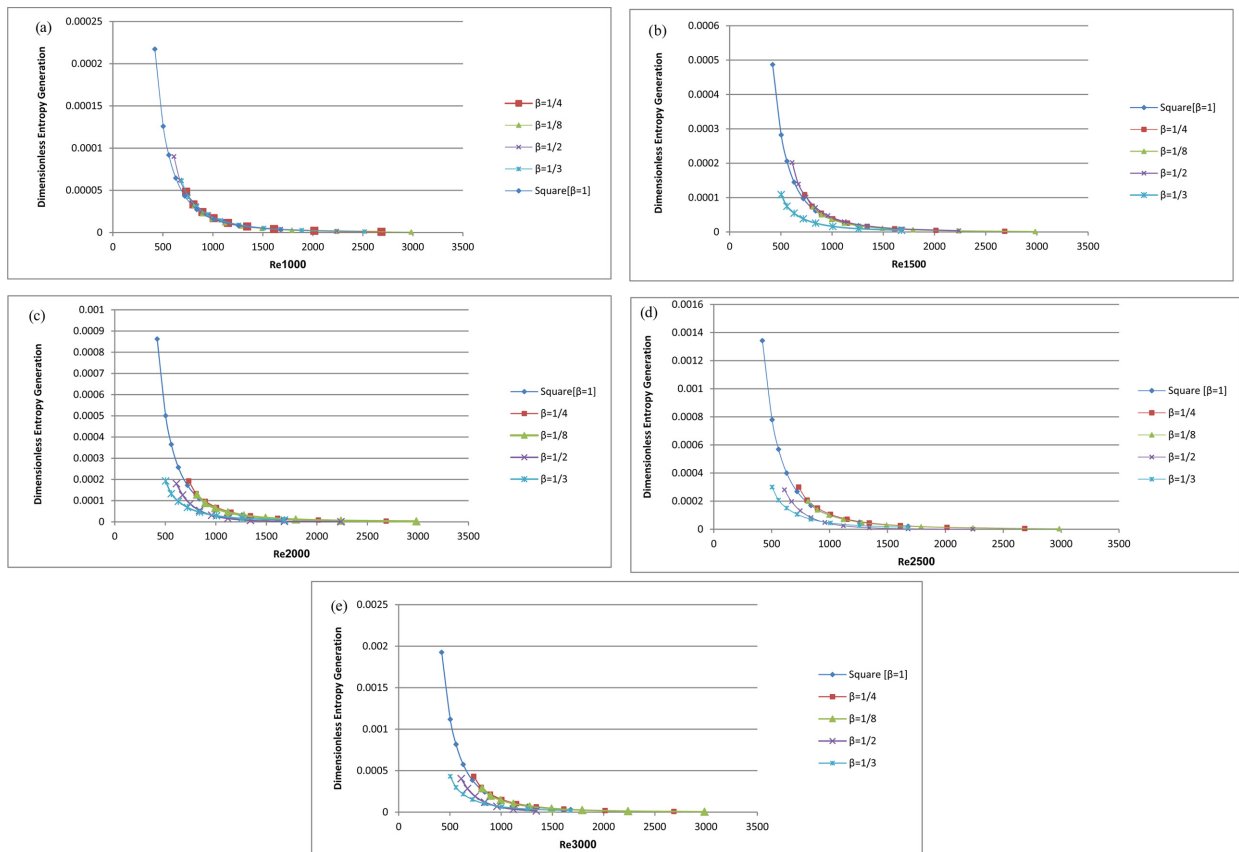 (a)
Dimensionless Entropy Generation
0.00025
0.0002
0.00015
0.0001
0.00005
0
0 500 1000 1500 2000 2500 3000 3500
Re1000
β=1/4
β=1/8
β=1/2
β=1/3
Square[β=1]
(b)
Dimensionless Entropy Generation
0.0006
0.0005
0.0004
0.0003
0.0002
0.0001
0
0 500 1000 1500 2000 2500 3000 3500
Re1500
Square[β=1]
β=1/4
β=1/8
β=1/2
β=1/3
(c)
Dimensionless Entropy Generation
0.001
0.0009
0.0008
0.0007
0.0006
0.0005
0.0004
0.0003
0.0002
0.0001
0
0 500 1000 1500 2000 2500 3000 3500
Re2000
Square[β=1]
β=1/4
β=1/8
β=1/2
β=1/3
(d)
Dimensionless Entropy Generation
0.0016
0.0014
0.0012
0.001
0.0008
0.0006
0.0004
0.0002
0
0 500 1000 1500 2000 2500 3000 3500
Re2500
Square [β=1]
β=1/4
β=1/8
β=1/2
β=1/3
(e)
Dimensionless Entropy Generation
0.0025
0.002
0.0015
0.001
0.0005
0
0 500 1000 1500 2000 2500 3000 3500
Re3000
Square [β=1]
β=1/4
β=1/8
β=1/2
β=1/3